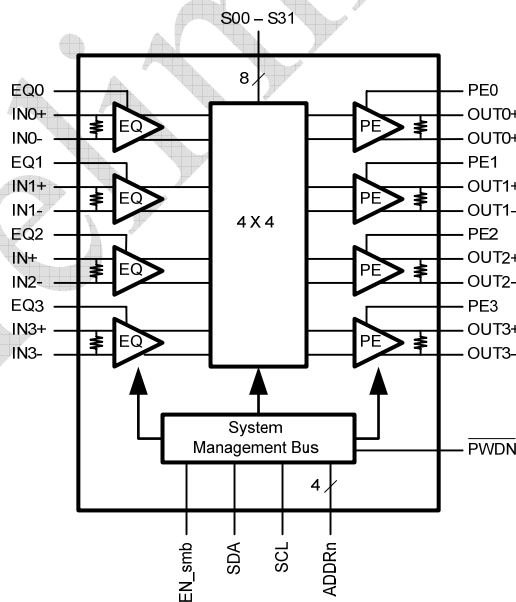 S00 – S31
8
EQ0
IN0+
IN0-
EQ1
IN1+
IN1-
EQ2
IN+
IN2-
EQ3
IN3+
IN3-
EQ
EQ
EQ
EQ
4 X 4
PE
PE
PE
PE
PE0
OUT0+
OUT0+
PE1
OUT1+
OUT1-
PE2
OUT2+
OUT2-
PE3
OUT3+
OUT3-
System
Management Bus
PWDN
4
EN_smb
SDA
SCL
ADDRn